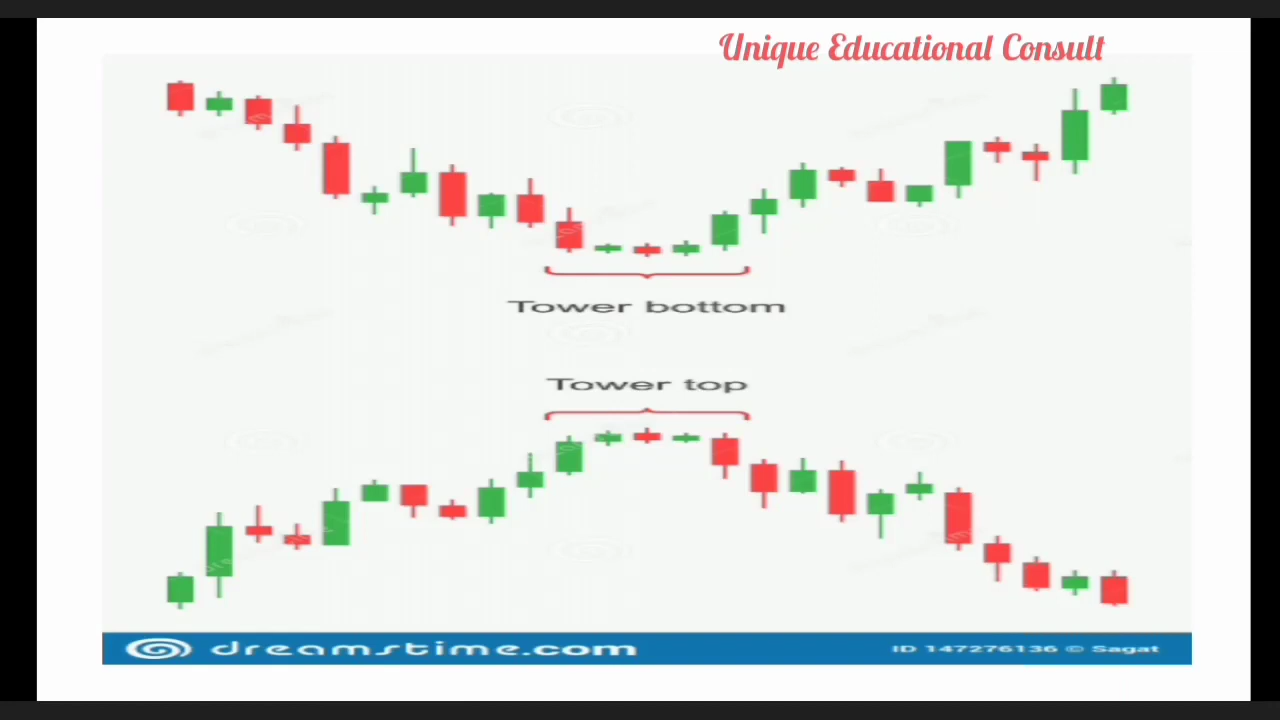 Unique Educational Consult
Tower bottom
Tower top
dreamstime.com
ID 147276136 © Sagat